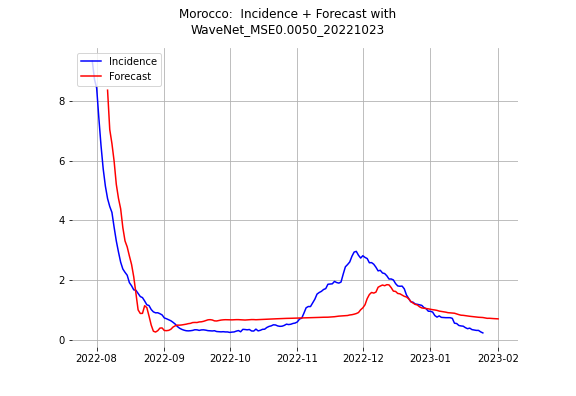 Morocco:  Incidence + Forecast with
WaveNet_MSE0.0050_20221023
Incidence
Forecast
8
6
4
2
0
2022-08 2022-09 2022-10 2022-11 2022-12 2023-01 2023-02